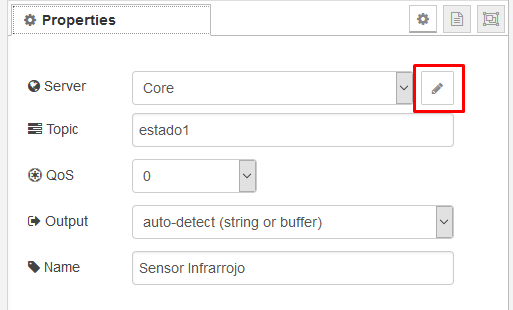 Properties
Server Core
Topic estado1
QoS 0
Output auto-detect (string or buffer)
Name Sensor Infrarrojo